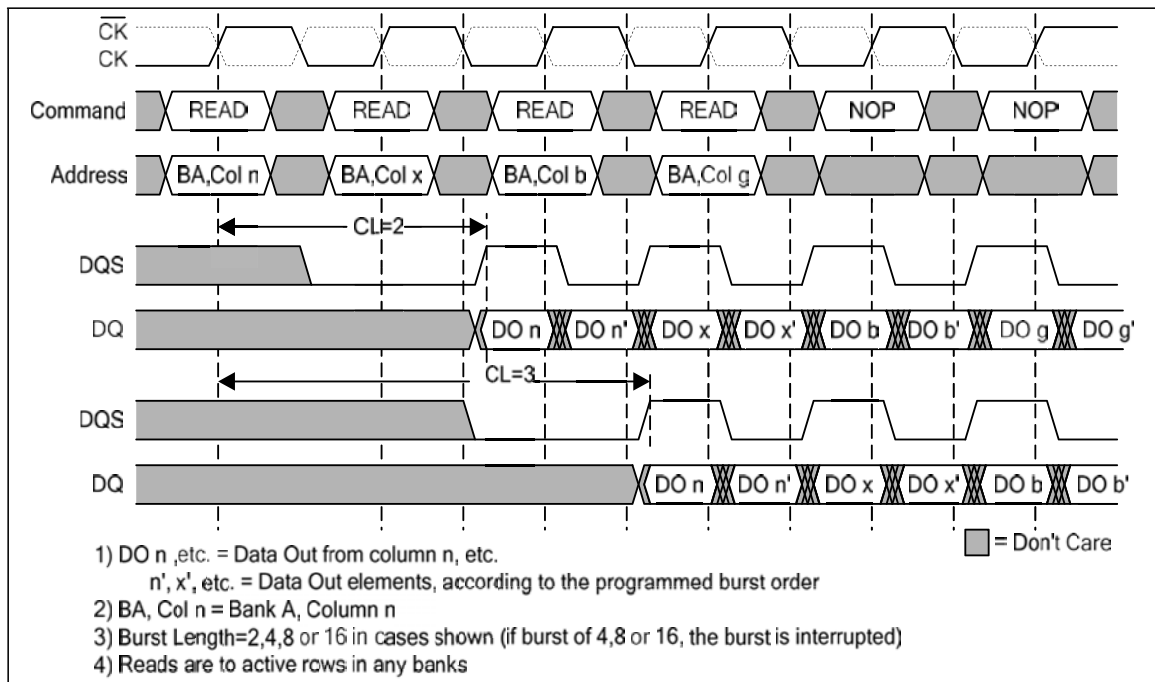 CK
CK
Command READ READ READ READ NOP NOP
Address BA,Col n BA,Col x BA,Col b BA,Col g
CL=2
DQS
DQ DO n DO n' DO x DO x' DO b DO b' DO g DO g'
CL=3
DQS
DQ DO n DO n' DO x DO x' DO b DO b'
= Don't Care
1) DO n ,etc. = Data Out from column n, etc.
n', x', etc. = Data Out elements, according to the programmed burst order
2) BA, Col n = Bank A, Column n
3) Burst Length=2,4,8 or 16 in cases shown (if burst of 4,8 or 16, the burst is interrupted)
4) Reads are to active rows in any banks